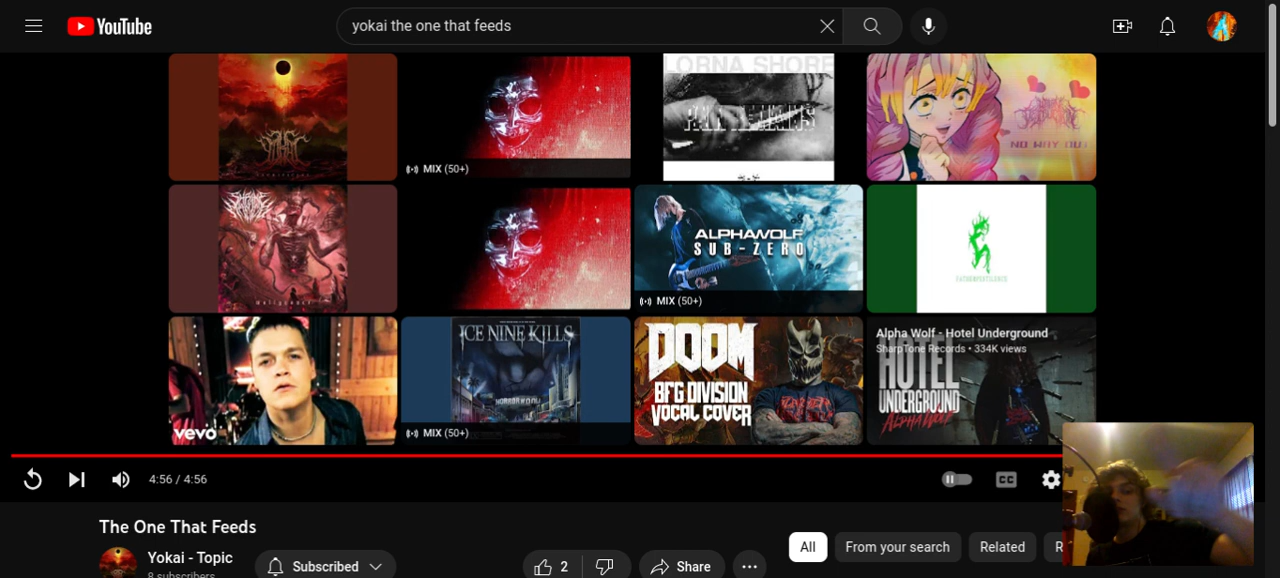 YouTube
yokai the one that feeds
LORNA SHORE
MIX (50+)
NO WAY OUT
ALPHAWOLF
SUB-ZERO
MIX (50+)
ICE NINE KILLS
DOOM
BFG DIVISION
VOCAL COVER
Alpha Wolf - Hotel Underground
SharpTone Records • 334K views
HOTEL
UNDERGROUND
ALPHA WOLF
vevo
MIX (50+)
4:56 / 4:56
CC
The One That Feeds
Yokai - Topic
8 subscribers
Subscribed
2
Share
All
From your search
Related